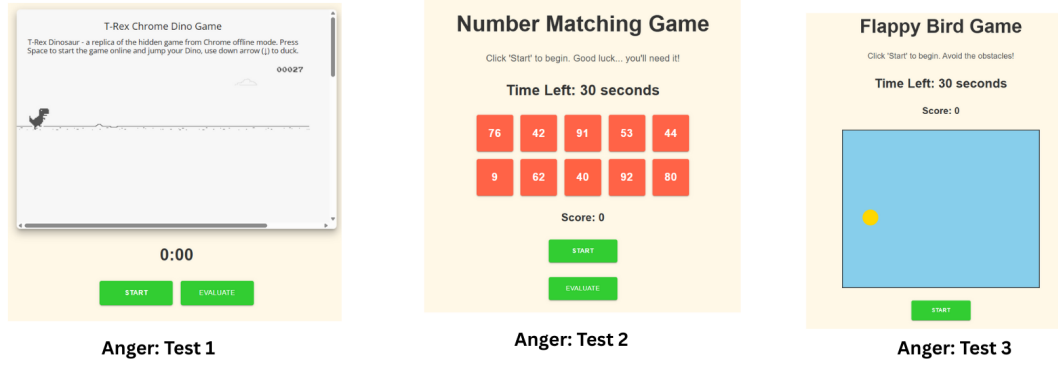 T-Rex Chrome Dino Game
T-Rex Dinosaur - a replica of the hidden game from Chrome offline mode. Press
Space to start the game online and jump your Dino, use down arrow (↓) to duck.
00027
0:00
START EVALUATE
Anger: Test 1
Number Matching Game
Click 'Start' to begin. Good luck... you'll need it!
Time Left: 30 seconds
76 42 91 53 44
9 62 40 92 80
Score: 0
START
EVALUATE
Anger: Test 2
Flappy Bird Game
Click 'Start' to begin. Avoid the obstacles!
Time Left: 30 seconds
Score: 0
START
Anger: Test 3